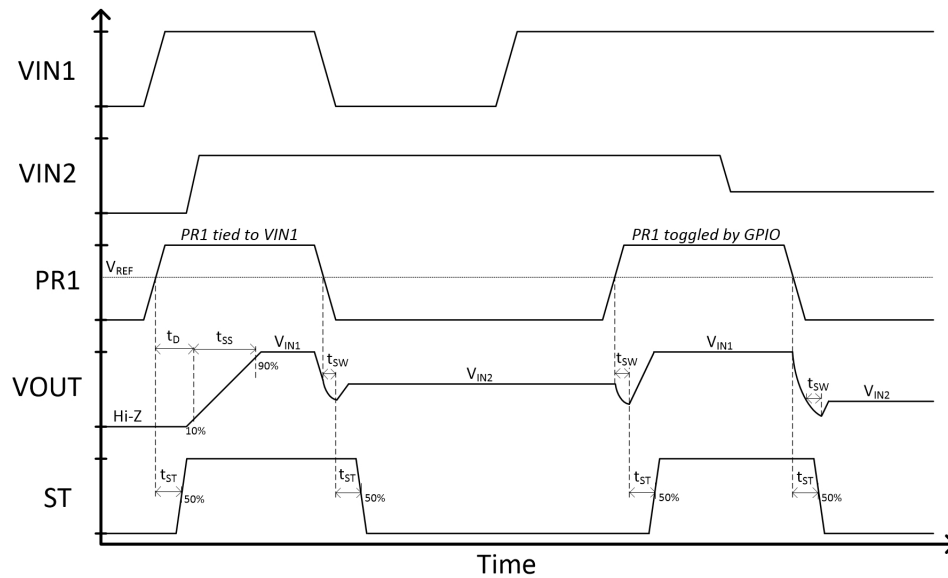 VIN1
VIN2
PR1 tied to VIN1
PR1 toggled by GPIO
VREF
PR1
tD
tSS
VIN1
VIN1
90%
tSW
tSW
VIN2
VOUT
tSW
VIN2
Hi-Z
10%
tST
tST
tST
tST
ST
50%
50%
50%
50%
Time